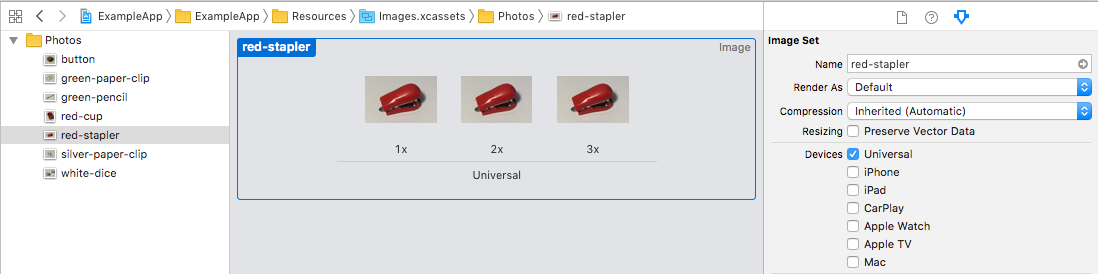 ExampleApp ExampleApp Resources Images.xcassets Photos red-stapler
Photos
button
green-paper-clip
green-pencil
red-cup
red-stapler
silver-paper-clip
white-dice
red-stapler Image
1x 2x 3x
Universal
Image Set
Name red-stapler
Render As Default
Compression Inherited (Automatic)
Resizing Preserve Vector Data
Devices Universal
iPhone
iPad
CarPlay
Apple Watch
Apple TV
Mac